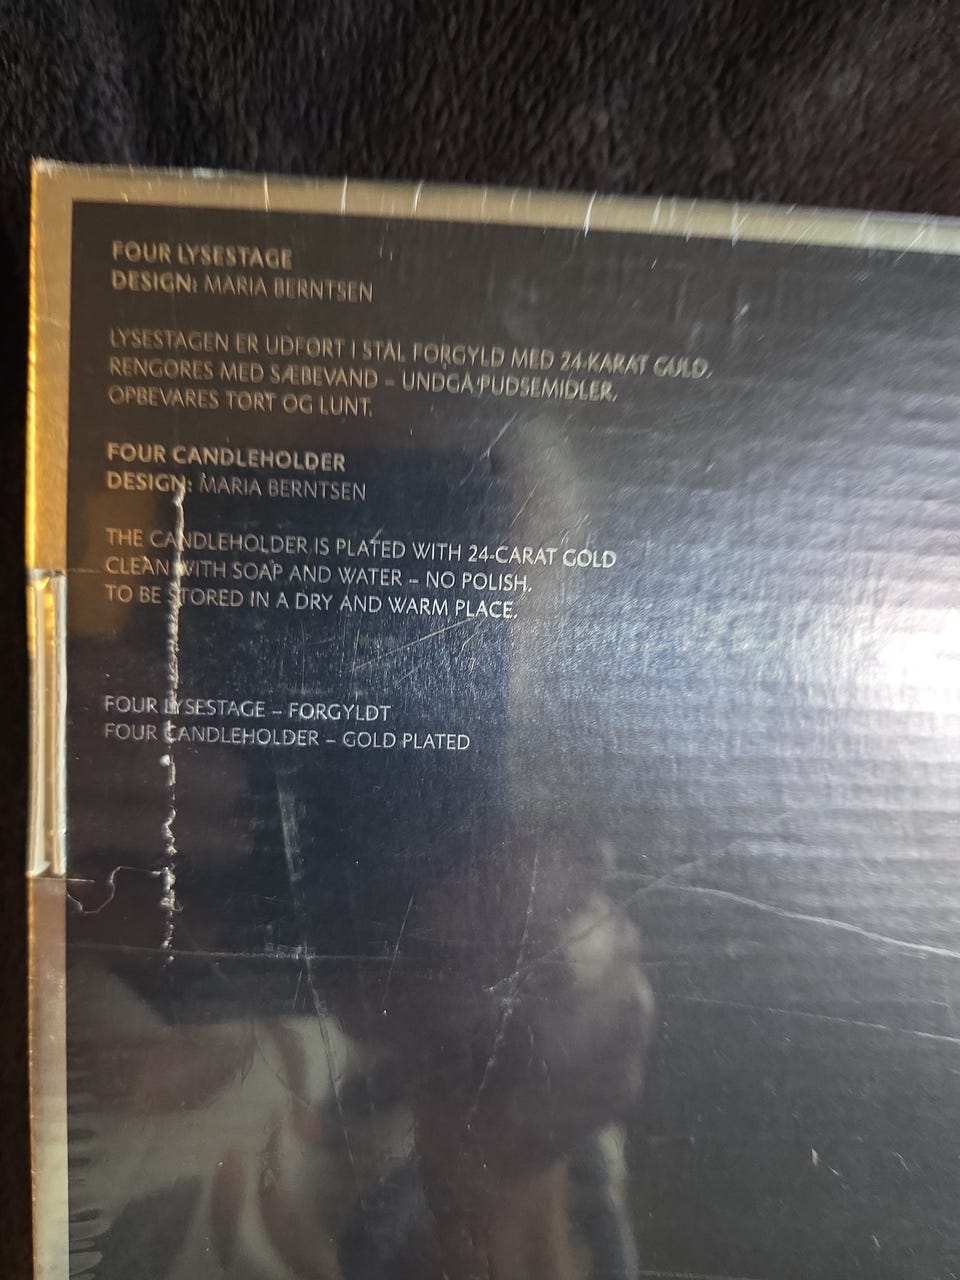 FOUR LYSESTAGE
DESIGN: MARIA BERNTSEN
LYSESTAGEN ER UDFORT I STÅL FORGYLD MED 24-KARAT GULD.
RENGORES MED SÆBEVAND – UNDGÅ PUDSEMIDLER.
OPBEVARES TORT OG LUNT.
FOUR CANDLEHOLDER
DESIGN: MARIA BERNTSEN
THE CANDLEHOLDER IS PLATED WITH 24-CARAT GOLD
CLEAN WITH SOAP AND WATER – NO POLISH.
TO BE STORED IN A DRY AND WARM PLACE.
FOUR LYSESTAGE – FORGYLDT
FOUR CANDLEHOLDER – GOLD PLATED